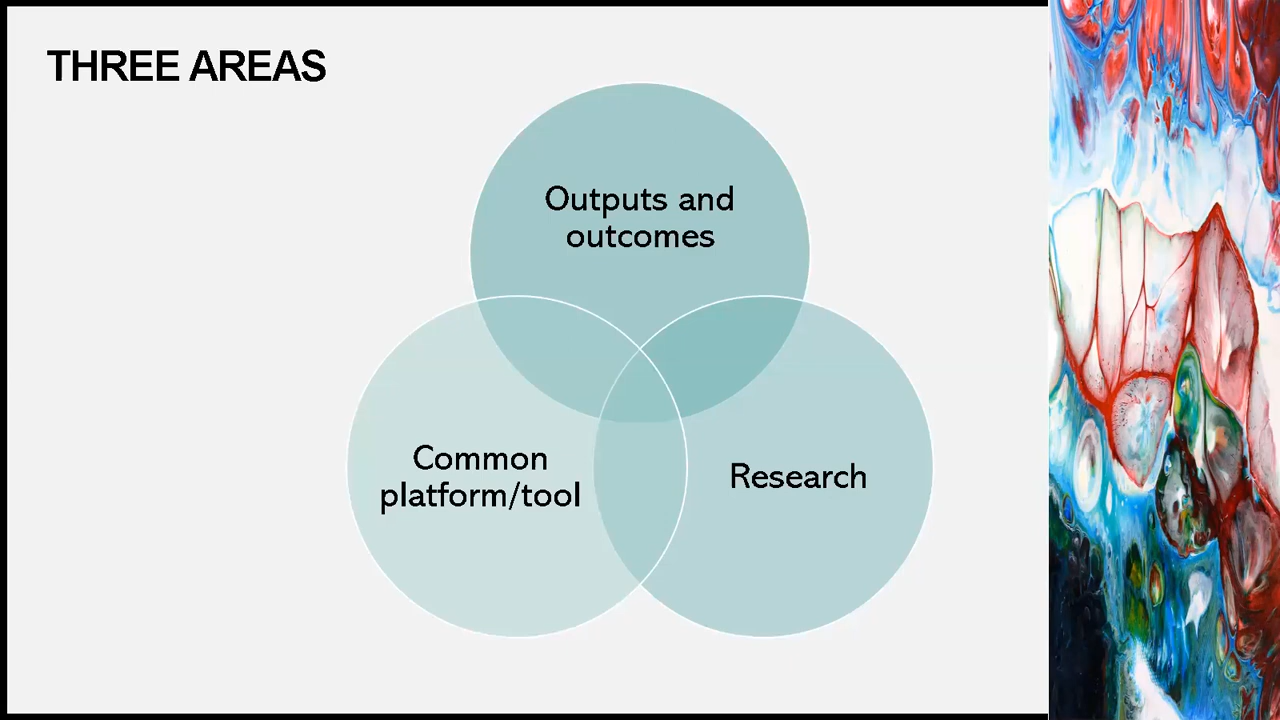 THREE AREAS
Outputs and
outcomes
Common
platform/tool
Research